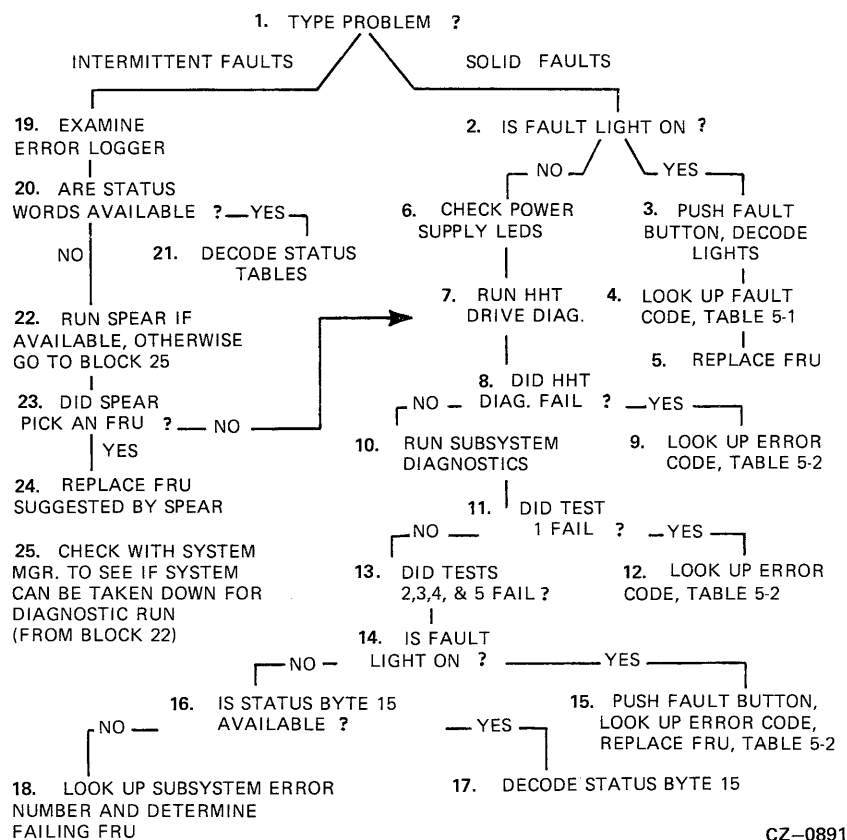 1. TYPE PROBLEM ?
INTERMITTENT FAULTS
SOLID FAULTS
19. EXAMINE
ERROR LOGGER
20. ARE STATUS
WORDS AVAILABLE ? YES
NO
21. DECODE STATUS
TABLES
22. RUN SPEAR IF
AVAILABLE, OTHERWISE
GO TO BLOCK 25
23. DID SPEAR
PICK AN FRU ? NO
YES
24. REPLACE FRU
SUGGESTED BY SPEAR
25. CHECK WITH SYSTEM
MGR. TO SEE IF SYSTEM
CAN BE TAKEN DOWN FOR
DIAGNOSTIC RUN
(FROM BLOCK 22)
2. IS FAULT LIGHT ON ?
NO
YES
6. CHECK POWER
SUPPLY LEDS
3. PUSH FAULT
BUTTON, DECODE
LIGHTS
7. RUN HHT
DRIVE DIAG.
4. LOOK UP FAULT
CODE, TABLE 5-1
5. REPLACE FRU
8. DID HHT
DIAG. FAIL ?
NO
YES
10. RUN SUBSYSTEM
DIAGNOSTICS
9. LOOK UP ERROR
CODE, TABLE 5-2
11. DID TEST
1 FAIL ?
NO
YES
13. DID TESTS
2,3,4, & 5 FAIL ?
12. LOOK UP ERROR
CODE, TABLE 5-2
14. IS FAULT
LIGHT ON ?
NO
YES
16. IS STATUS BYTE 15
AVAILABLE ?
15. PUSH FAULT BUTTON,
LOOK UP ERROR CODE,
REPLACE FRU, TABLE 5-2
NO
YES
18. LOOK UP SUBSYSTEM ERROR
NUMBER AND DETERMINE
FAILING FRU
17. DECODE STATUS BYTE 15
CZ-0891